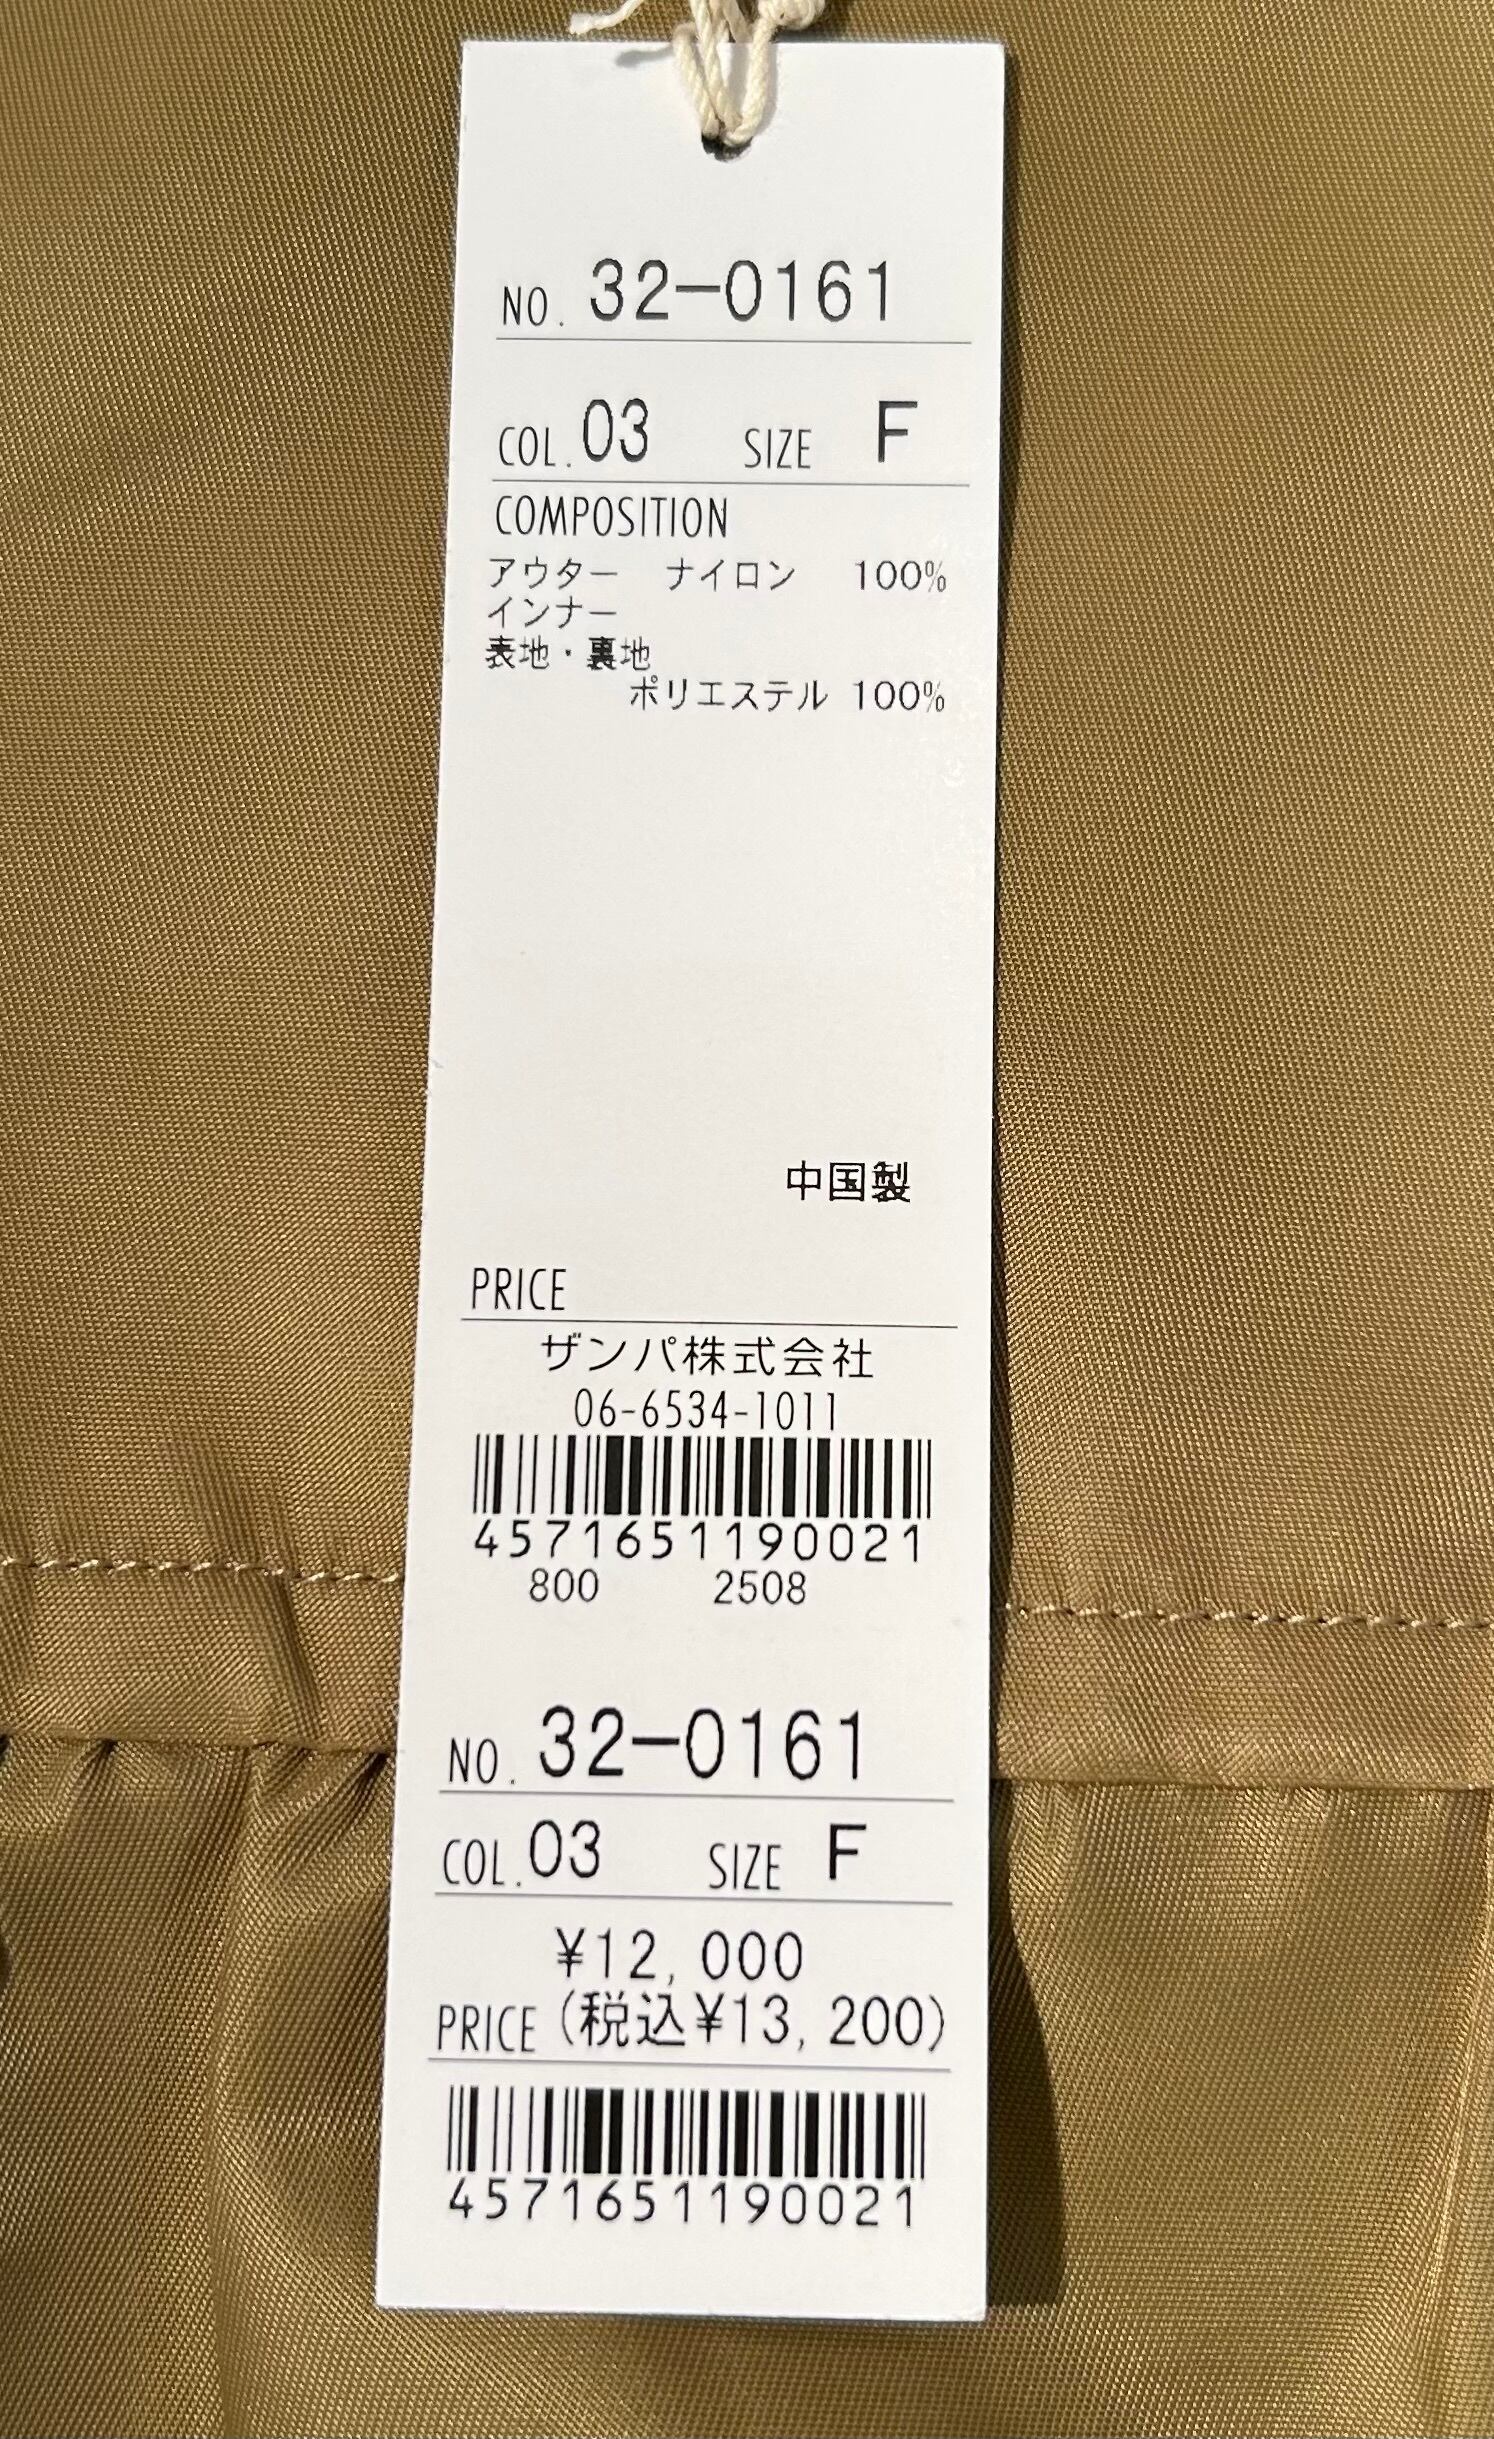 NO. 32-0161
COL. 03 SIZE F
COMPOSITION
アウター ナイロン 100%
インナー
表地・裏地
ポリエステル 100%
中国製
PRICE
ザンパ株式会社
06-6534-1011
4571651190021
800 2508
NO. 32-0161
COL. 03 SIZE F
¥12,000
PRICE (税込¥13,200)
4571651190021